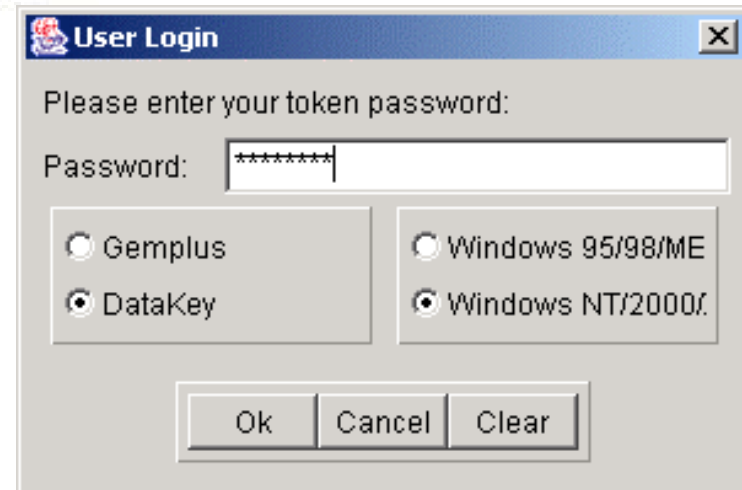 User Login
Please enter your token password:
Password: ********
Gemplus
Windows 95/98/ME
DataKey
Windows NT/2000/.
Ok Cancel Clear